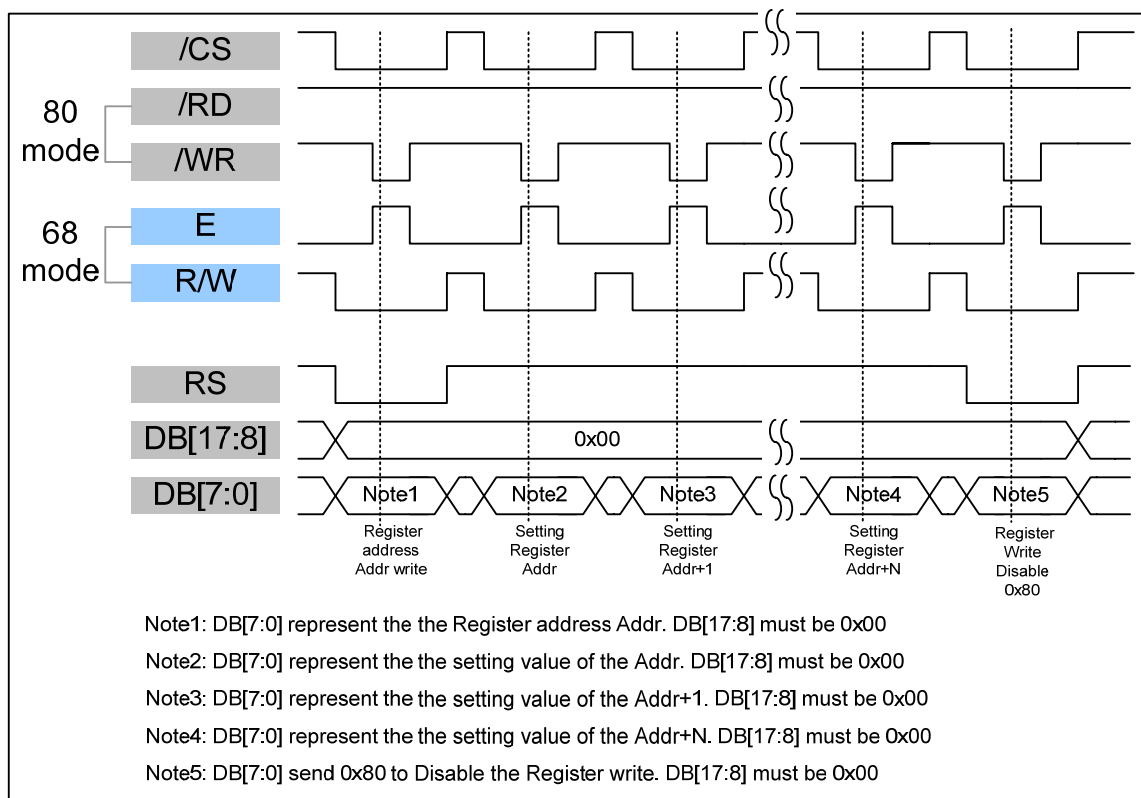 /CS
80
mode
/RD
/WR
68
mode
E
R/W
RS
DB[17:8]
0x00
DB[7:0]
Note1
Note2
Note3
Note4
Note5
Register
address
Addr write
Setting
Register
Addr
Setting
Register
Addr+1
Setting
Register
Addr+N
Register
Write
Disable
0x80
Note1: DB[7:0] represent the the Register address Addr. DB[17:8] must be 0x00
Note2: DB[7:0] represent the the setting value of the Addr. DB[17:8] must be 0x00
Note3: DB[7:0] represent the the setting value of the Addr+1. DB[17:8] must be 0x00
Note4: DB[7:0] represent the the setting value of the Addr+N. DB[17:8] must be 0x00
Note5: DB[7:0] send 0x80 to Disable the Register write. DB[17:8] must be 0x00